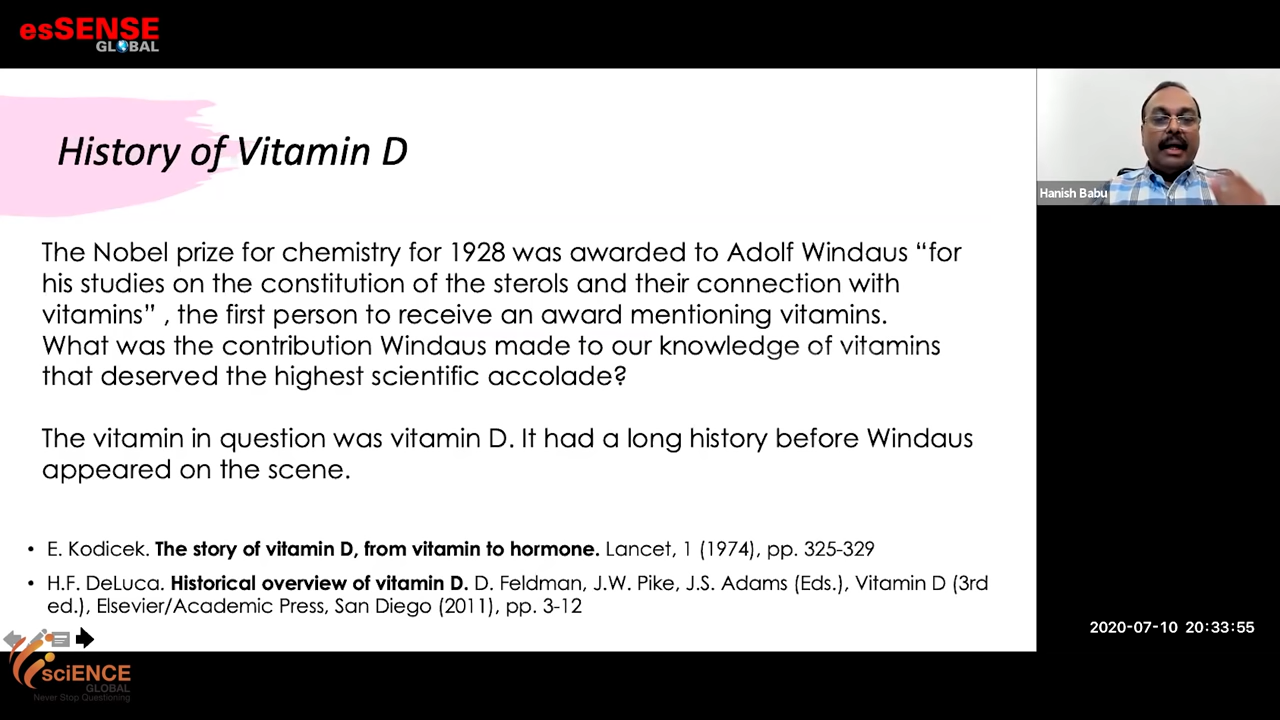 esSENSE
GLOBAL
History of Vitamin D
Hanish Babu
The Nobel prize for chemistry for 1928 was awarded to Adolf Windaus “for
his studies on the constitution of the sterols and their connection with
vitamins” , the first person to receive an award mentioning vitamins.
What was the contribution Windaus made to our knowledge of vitamins
that deserved the highest scientific accolade?
The vitamin in question was vitamin D. It had a long history before Windaus
appeared on the scene.
• E. Kodicek. The story of vitamin D, from vitamin to hormone. Lancet, 1 (1974), pp. 325-329
• H.F. DeLuca. Historical overview of vitamin D. D. Feldman, J.W. Pike, J.S. Adams (Eds.), Vitamin D (3rd
ed.), Elsevier/Academic Press, San Diego (2011), pp. 3-12
2020-07-10 20:33:55
sciENCE
GLOBAL
Never Stop Questioning